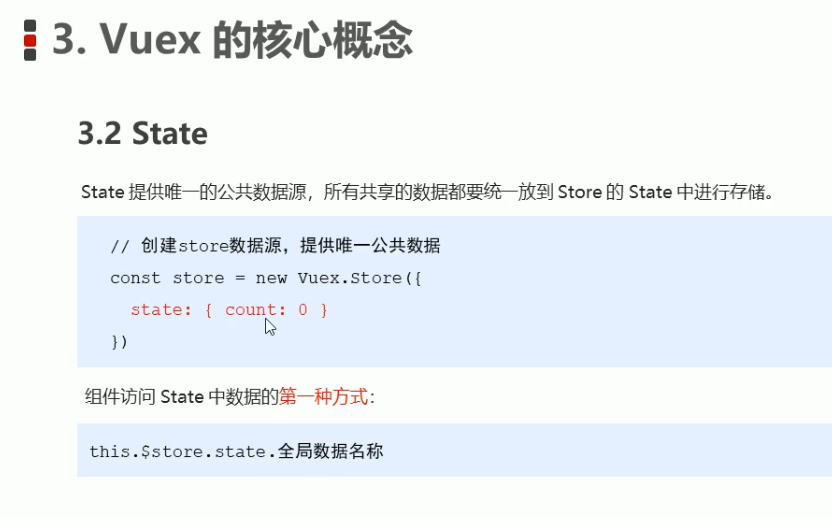 3. Vuex 的核心概念
3.2 State
State 提供唯一的公共数据源，所有共享的数据都要统一放到 Store 的 State 中进行存储。
// 创建store数据源，提供唯一公共数据
const store = new Vuex.Store({
state: { count: 0 }
})
组件访问 State 中数据的第一种方式：
this.$store.state.全局数据名称